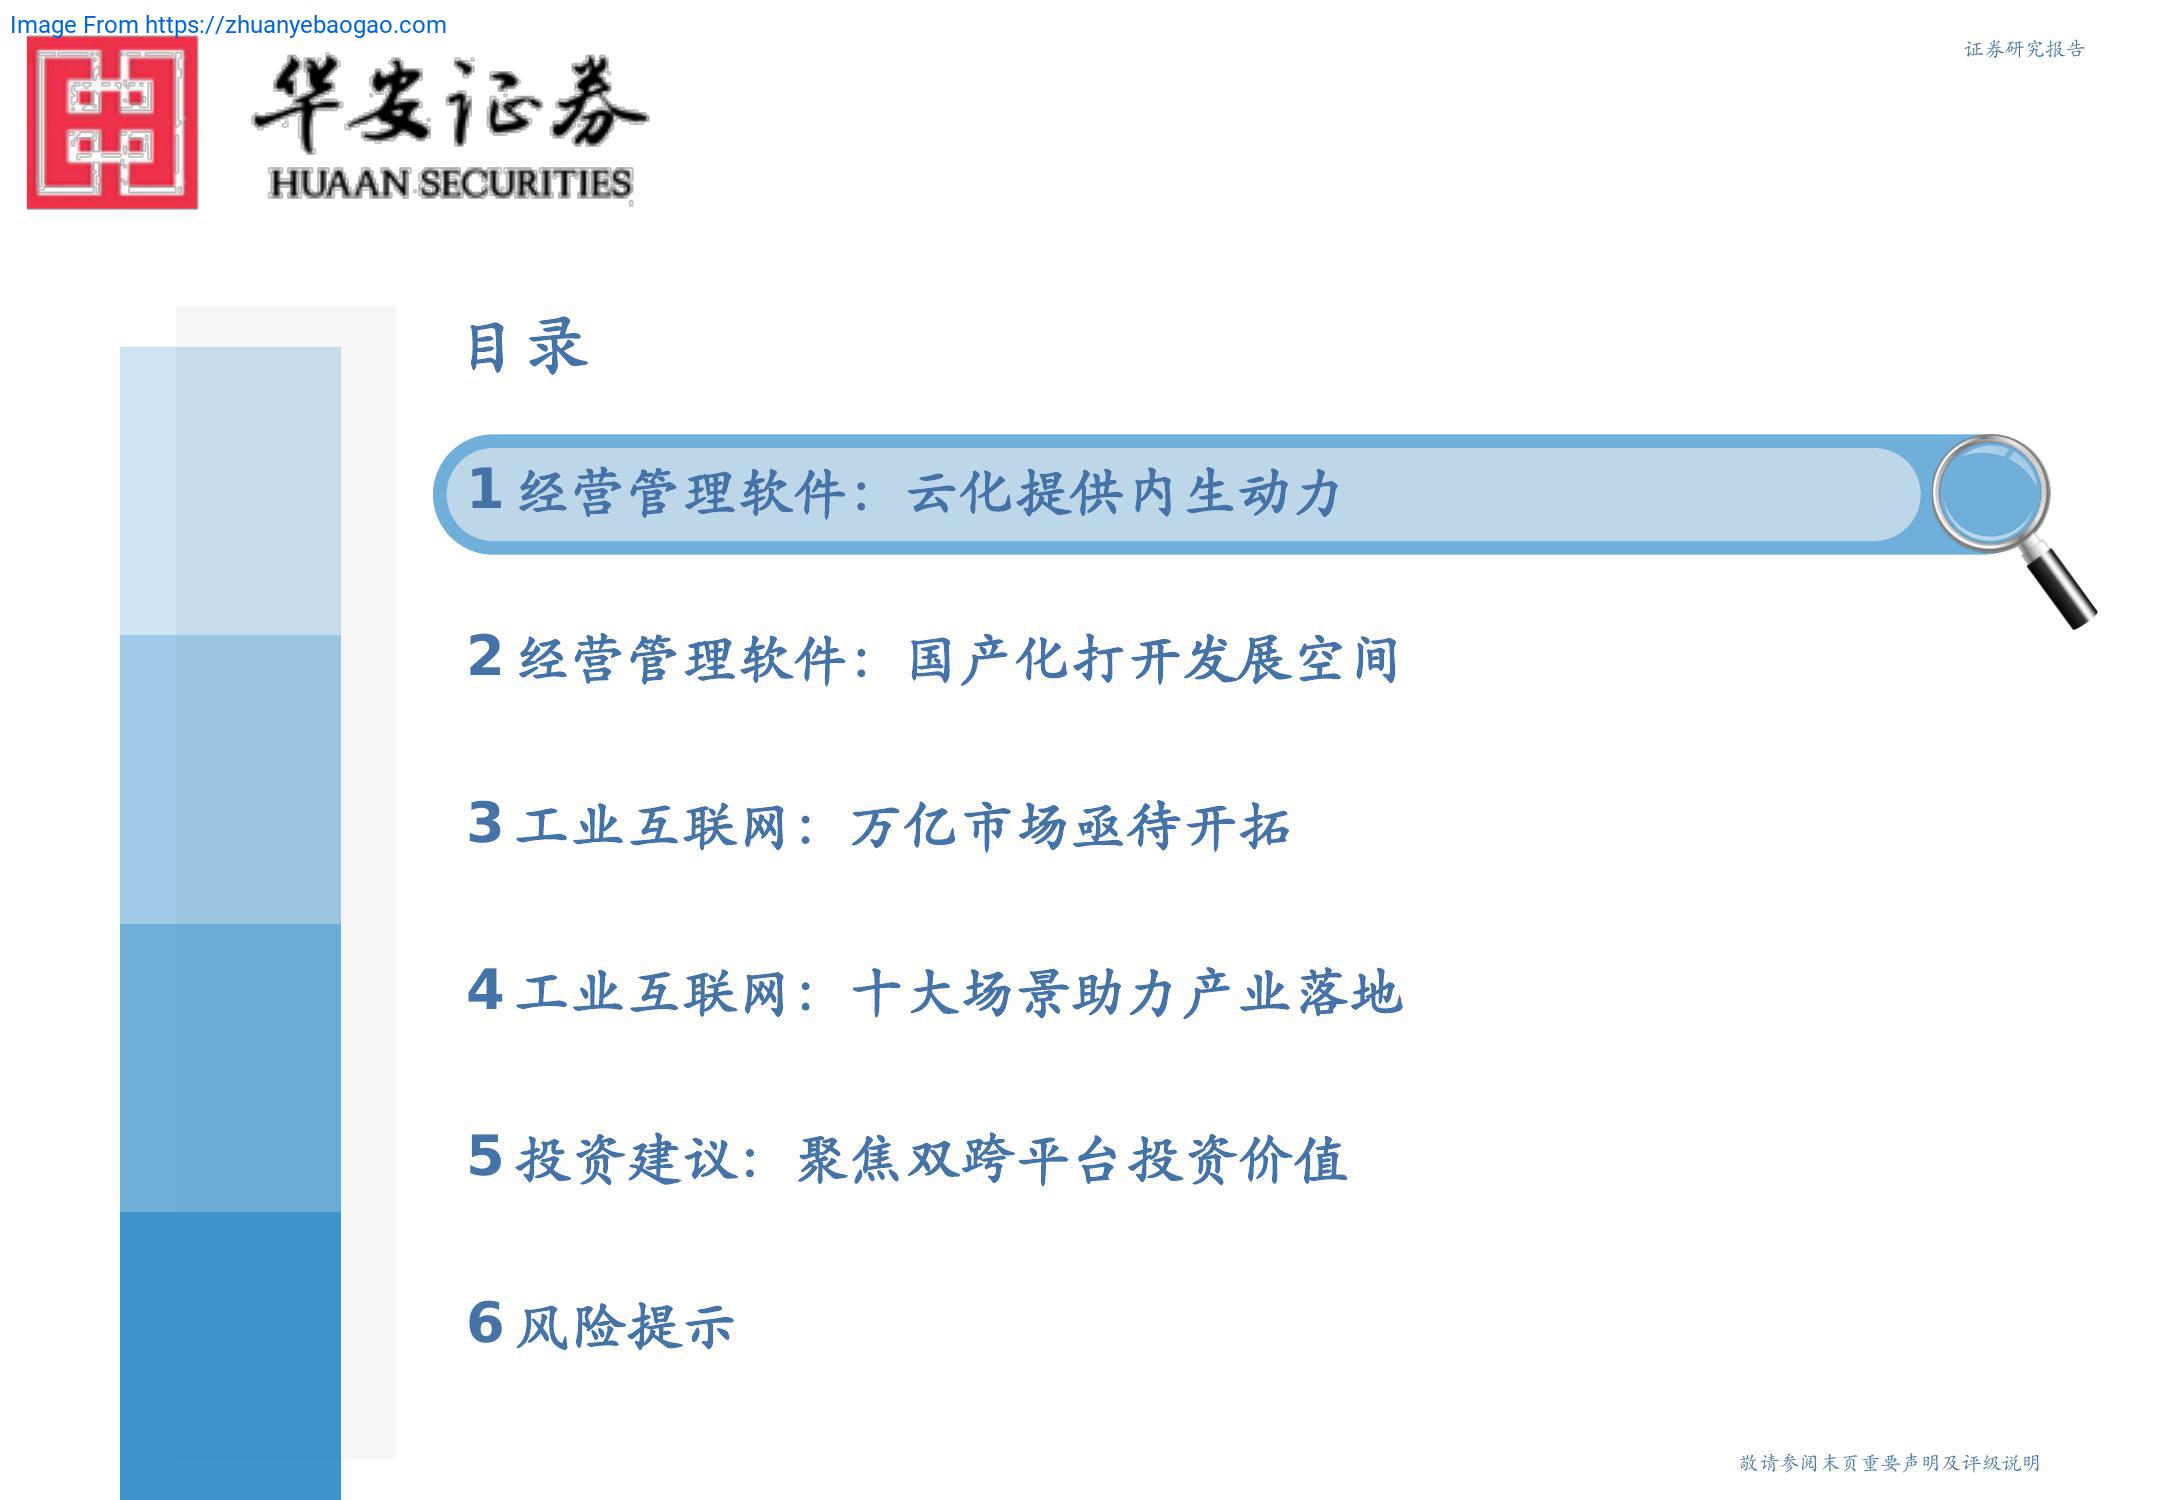 Image From https://zhuanyebaogao.com
证券研究报告
华安证券
HUAAN SECURITIES
目录
1 经营管理软件：云化提供内生动力
2 经营管理软件：国产化打开发展空间
3 工业互联网：万亿市场亟待开拓
4 工业互联网：十大场景助力产业落地
5 投资建议：聚焦双跨平台投资价值
6 风险提示
敬请参阅末页重要声明及评级说明